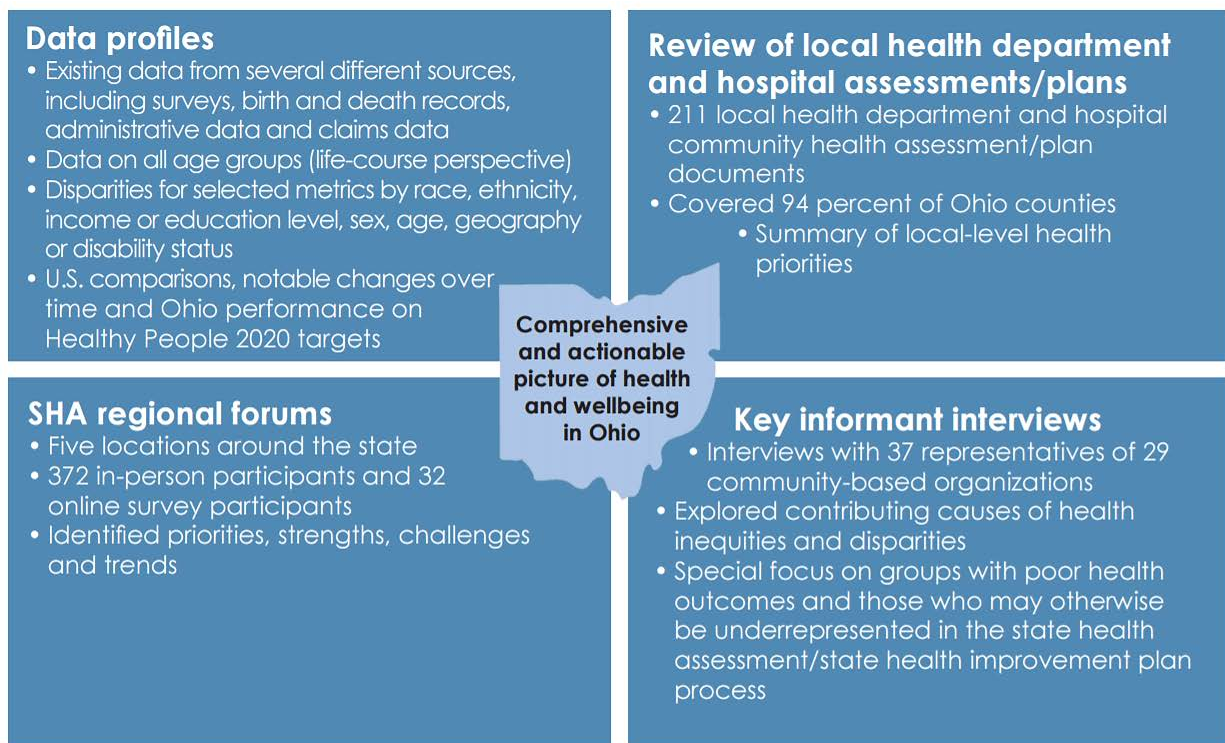 Data profiles
• Existing data from several different sources,
including surveys, birth and death records,
administrative data and claims data
• Data on all age groups (life-course perspective)
• Disparities for selected metrics by race, ethnicity,
income or education level, sex, age, geography
or disability status
• U.S. comparisons, notable changes over
time and Ohio performance on
Healthy People 2020 targets
Review of local health department
and hospital assessments/plans
• 211 local health department and hospital
community health assessment/plan
documents
• Covered 94 percent of Ohio counties
• Summary of local-level health
priorities
Comprehensive
and actionable
picture of health
and wellbeing
in Ohio
SHA regional forums
• Five locations around the state
• 372 in-person participants and 32
online survey participants
• Identified priorities, strengths, challenges
and trends
Key informant interviews
• Interviews with 37 representatives of 29
community-based organizations
• Explored contributing causes of health
inequities and disparities
• Special focus on groups with poor health
outcomes and those who may otherwise
be underrepresented in the state health
assessment/state health improvement plan
process